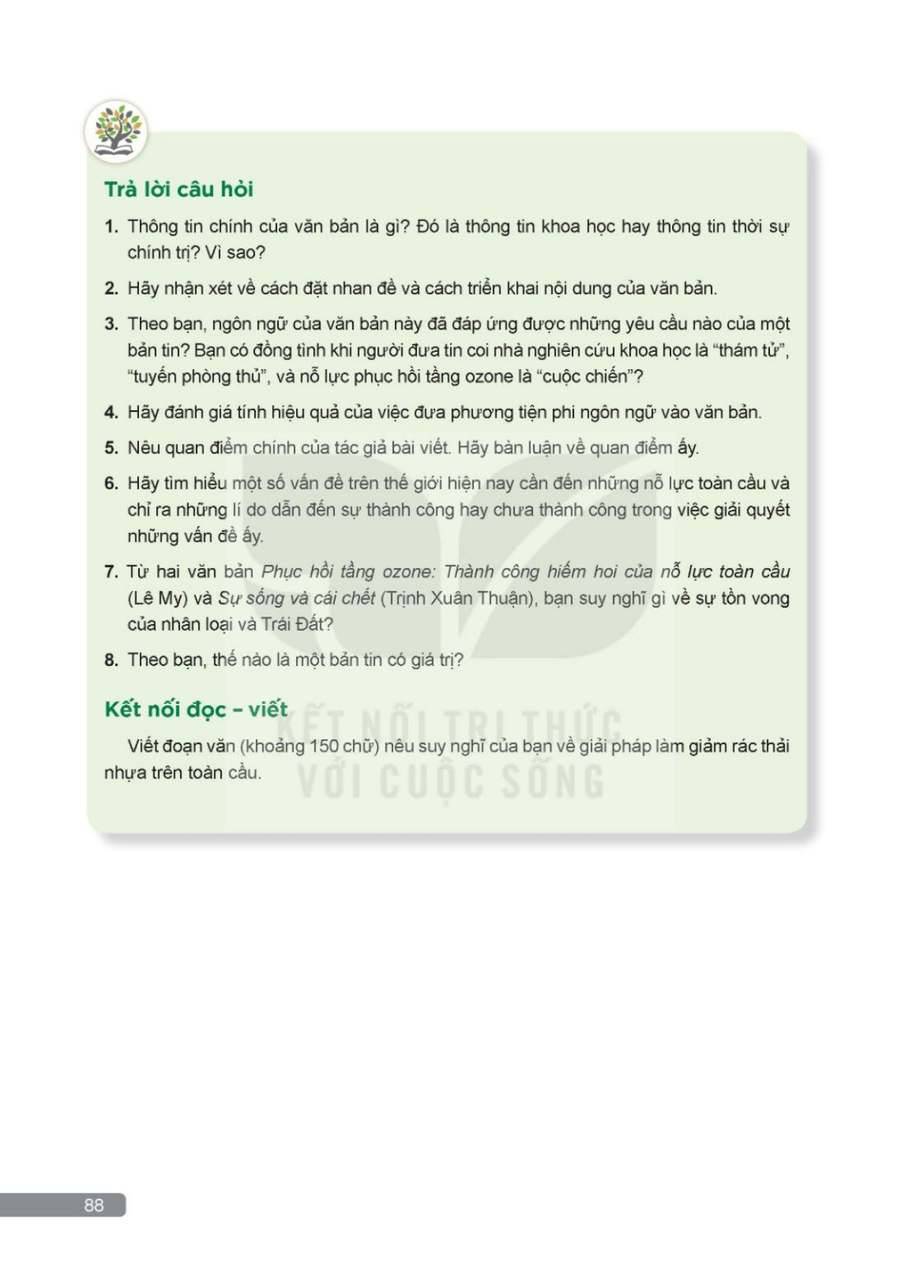 Trả lời câu hỏi
1. Thông tin chính của văn bản là gì? Đó là thông tin khoa học hay thông tin thời sự
chính trị? Vì sao?
2. Hãy nhận xét về cách đặt nhan đề và cách triển khai nội dung của văn bản.
3. Theo bạn, ngôn ngữ của văn bản này đã đáp ứng được những yêu cầu nào của một
bản tin? Bạn có đồng tình khi người đưa tin coi nhà nghiên cứu khoa học là “thám tử”,
“tuyến phòng thủ”, và nỗ lực phục hồi tầng ozone là “cuộc chiến”?
4. Hãy đánh giá tính hiệu quả của việc đưa phương tiện phi ngôn ngữ vào văn bản.
5. Nêu quan điểm chính của tác giả bài viết. Hãy bàn luận về quan điểm ấy.
6. Hãy tìm hiểu một số vấn đề trên thế giới hiện nay cần đến những nỗ lực toàn cầu và
chỉ ra những lí do dẫn đến sự thành công hay chưa thành công trong việc giải quyết
những vấn đề ấy.
7. Từ hai văn bản Phục hồi tầng ozone: Thành công hiếm hoi của nỗ lực toàn cầu
(Lê My) và Sự sống và cái chết (Trịnh Xuân Thuận), bạn suy nghĩ gì về sự tồn vong
của nhân loại và Trái Đất?
8. Theo bạn, thế nào là một bản tin có giá trị?
Kết nối đọc – viết
KẾT NỐI TRI THỨC
Viết đoạn văn (khoảng 150 chữ) nêu suy nghĩ của bạn về giải pháp làm giảm rác thải
nhựa trên toàn cầu.
VỚI CUỘC SỐNG
88